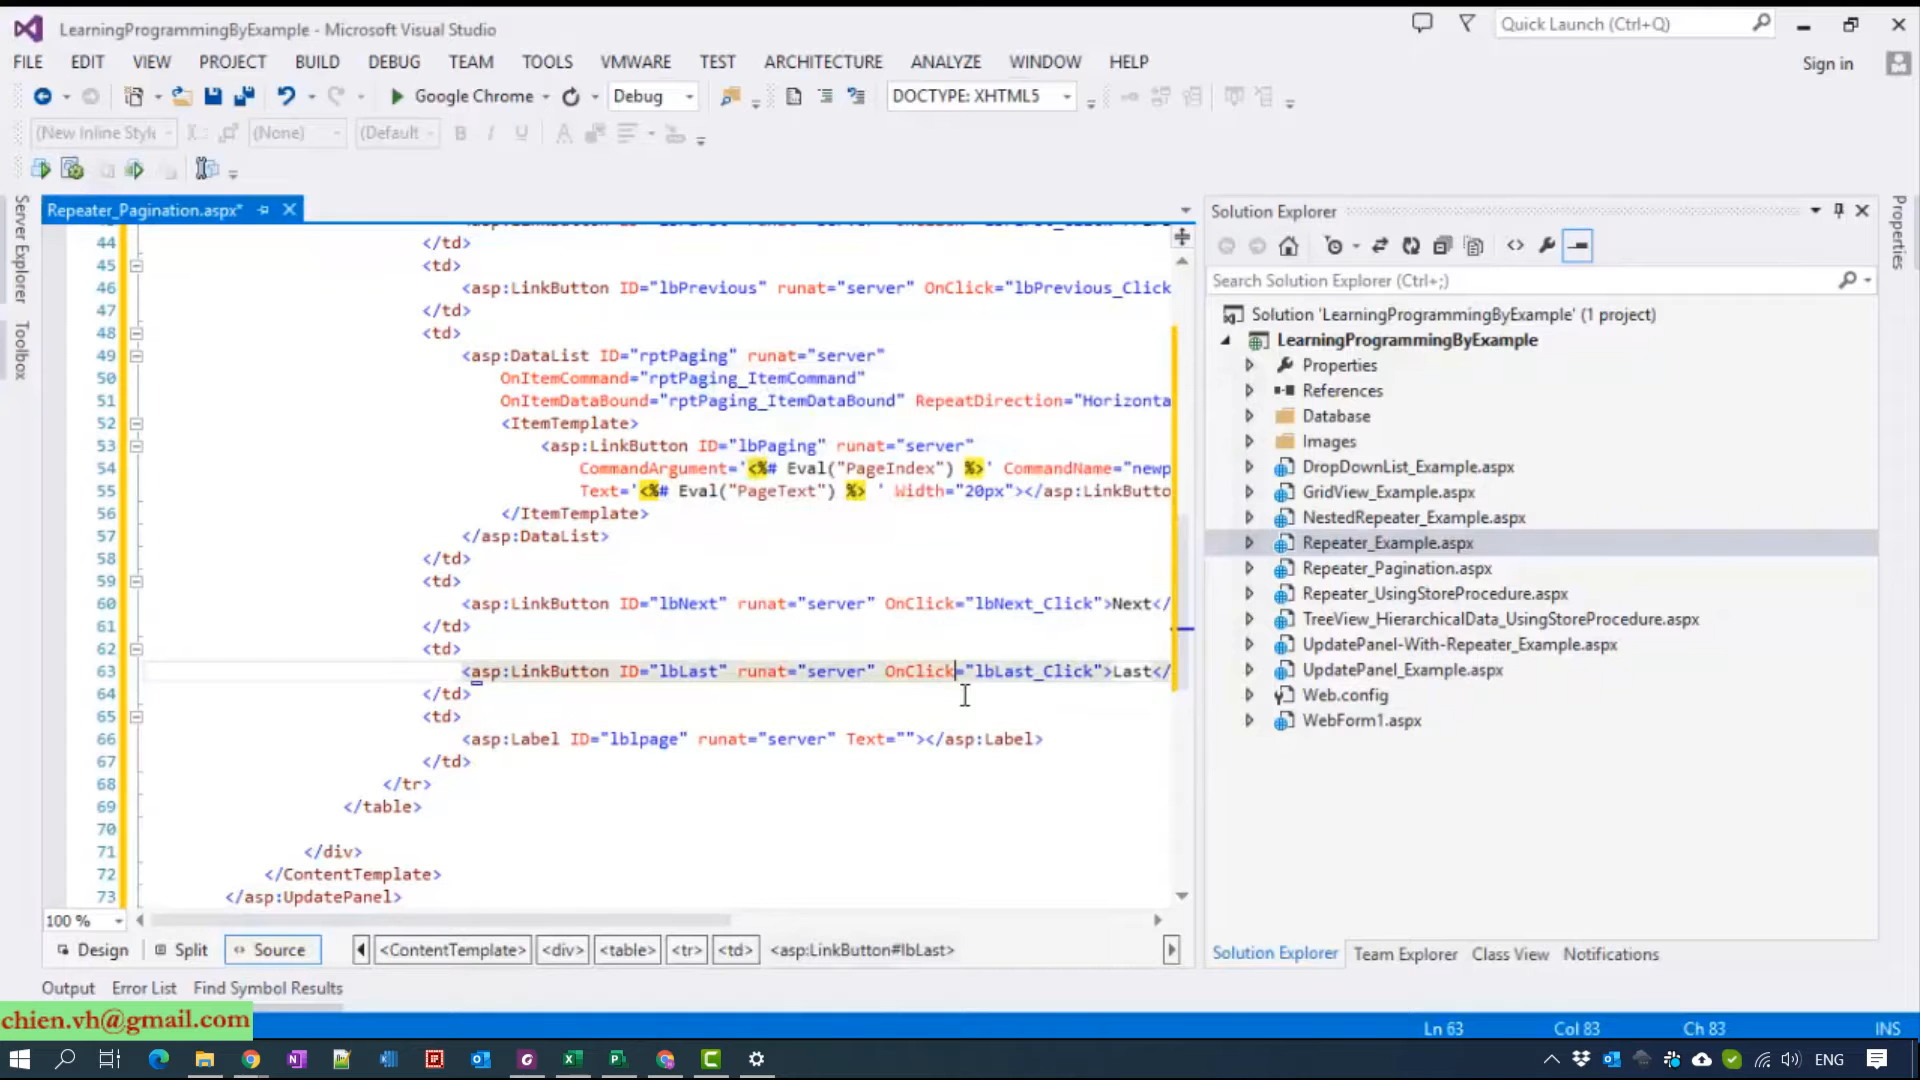 LearningProgrammingByExample - Microsoft Visual Studio
Quick Launch (Ctrl+Q)
FILE EDIT VIEW PROJECT BUILD DEBUG TEAM TOOLS VMWARE TEST ARCHITECTURE ANALYZE WINDOW HELP
Sign in
Google Chrome Debug DOCTYPE: XHTML5
(New Inline Style (None) (Default
Server Explorer
Toolbox
Repeater_Pagination.aspx*
44 </td>
45 <td>
46 <asp:LinkButton ID="lbPrevious" runat="server" OnClick="lbPrevious_Click
47 </td>
48 <td>
49 <asp:DataList ID="rptPaging" runat="server"
50 OnItemCommand="rptPaging_ItemCommand"
51 OnItemDataBound="rptPaging_ItemDataBound" RepeatDirection="Horizonta
52 <ItemTemplate>
53 <asp:LinkButton ID="lbPaging" runat="server"
54 CommandArgument='<%# Eval("PageIndex") %>' CommandName="newp
55 Text='<%# Eval("PageText") %> ' Width="20px"></asp:LinkButto
56 </ItemTemplate>
57 </asp:DataList>
58 </td>
59 <td>
60 <asp:LinkButton ID="lbNext" runat="server" OnClick="lbNext_Click">Next</
61 </td>
62 <td>
63 <asp:LinkButton ID="lbLast" runat="server" OnClick="lbLast_Click">Last</
64 </td>
65 <td>
66 <asp:Label ID="lblpage" runat="server" Text=""></asp:Label>
67 </td>
68 </tr>
69 </table>
70
71 </div>
72 </ContentTemplate>
73 </asp:UpdatePanel>
100 %
Design Split Source <ContentTemplate> <div> <table> <tr> <td> <asp:LinkButton#lbLast>
Output Error List Find Symbol Results
Solution Explorer
Search Solution Explorer (Ctrl+;)
Solution 'LearningProgrammingByExample' (1 project)
LearningProgrammingByExample
Properties
References
Database
Images
DropDownList_Example.aspx
GridView_Example.aspx
NestedRepeater_Example.aspx
Repeater_Example.aspx
Repeater_Pagination.aspx
Repeater_UsingStoreProcedure.aspx
TreeView_HierarchicalData_UsingStoreProcedure.aspx
UpdatePanel-With-Repeater_Example.aspx
UpdatePanel_Example.aspx
Web.config
WebForm1.aspx
Solution Explorer Team Explorer Class View Notifications
Properties
chien.vh@gmail.com
Ln 63 Col 83 Ch 83 INS
ENG